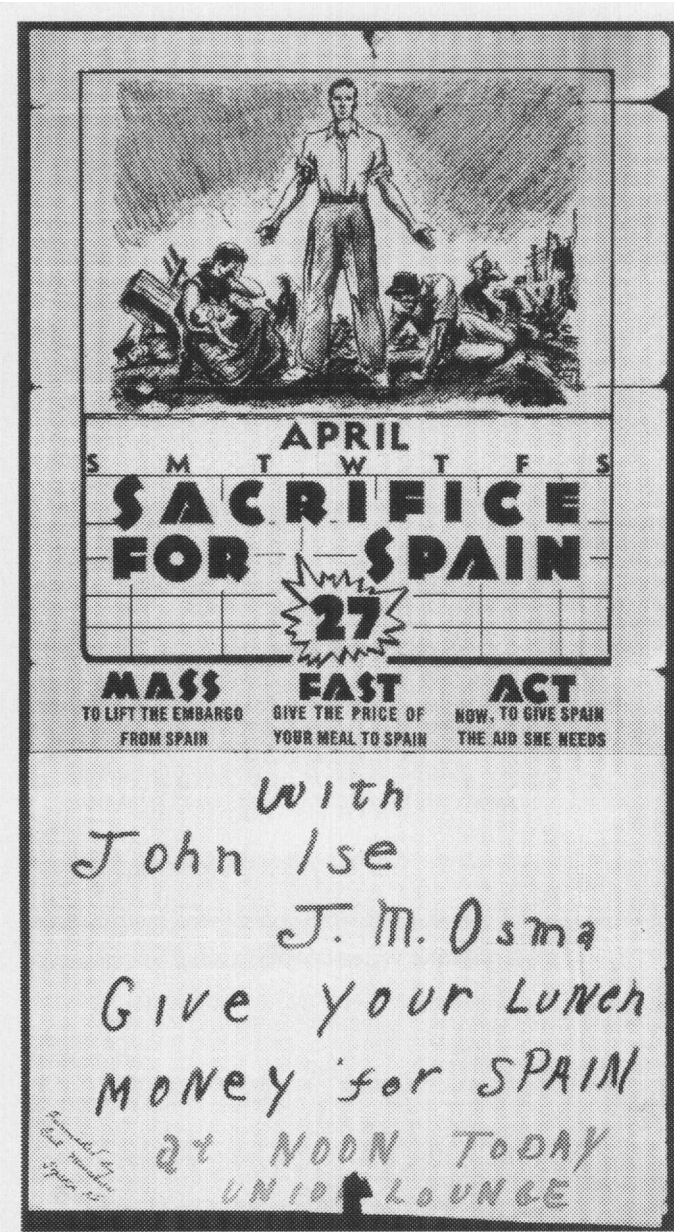 APRIL
S M T W T F S
SACRIFICE
FOR SPAIN
27
MASS FAST ACT
TO LIFT THE EMBARGO GIVE THE PRICE OF NOW, TO GIVE SPAIN
FROM SPAIN YOUR MEAL TO SPAIN THE AID SHE NEEDS
With
John Ise
J. M. Osma
Give Your Lunch
Money for SPAIN
at NOON TODAY
UNION LOUNGE